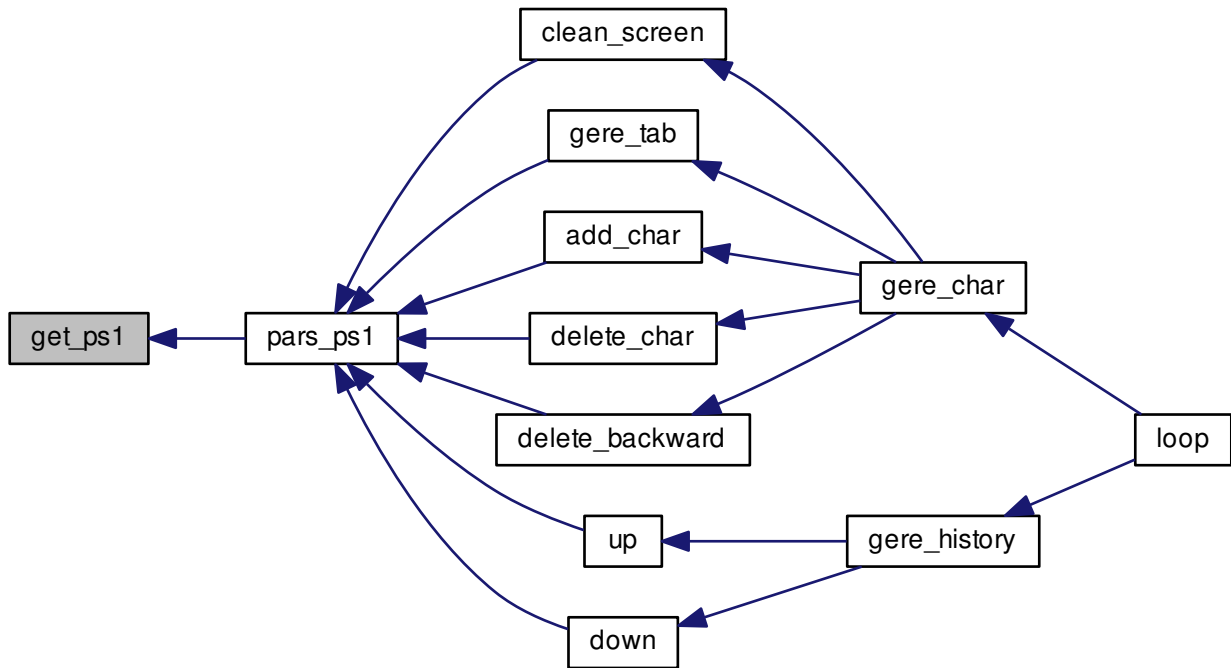 clean_screen
gere_tab
add_char
gere_char
get_ps1
pars_ps1
delete_char
delete_backward
loop
up
gere_history
down